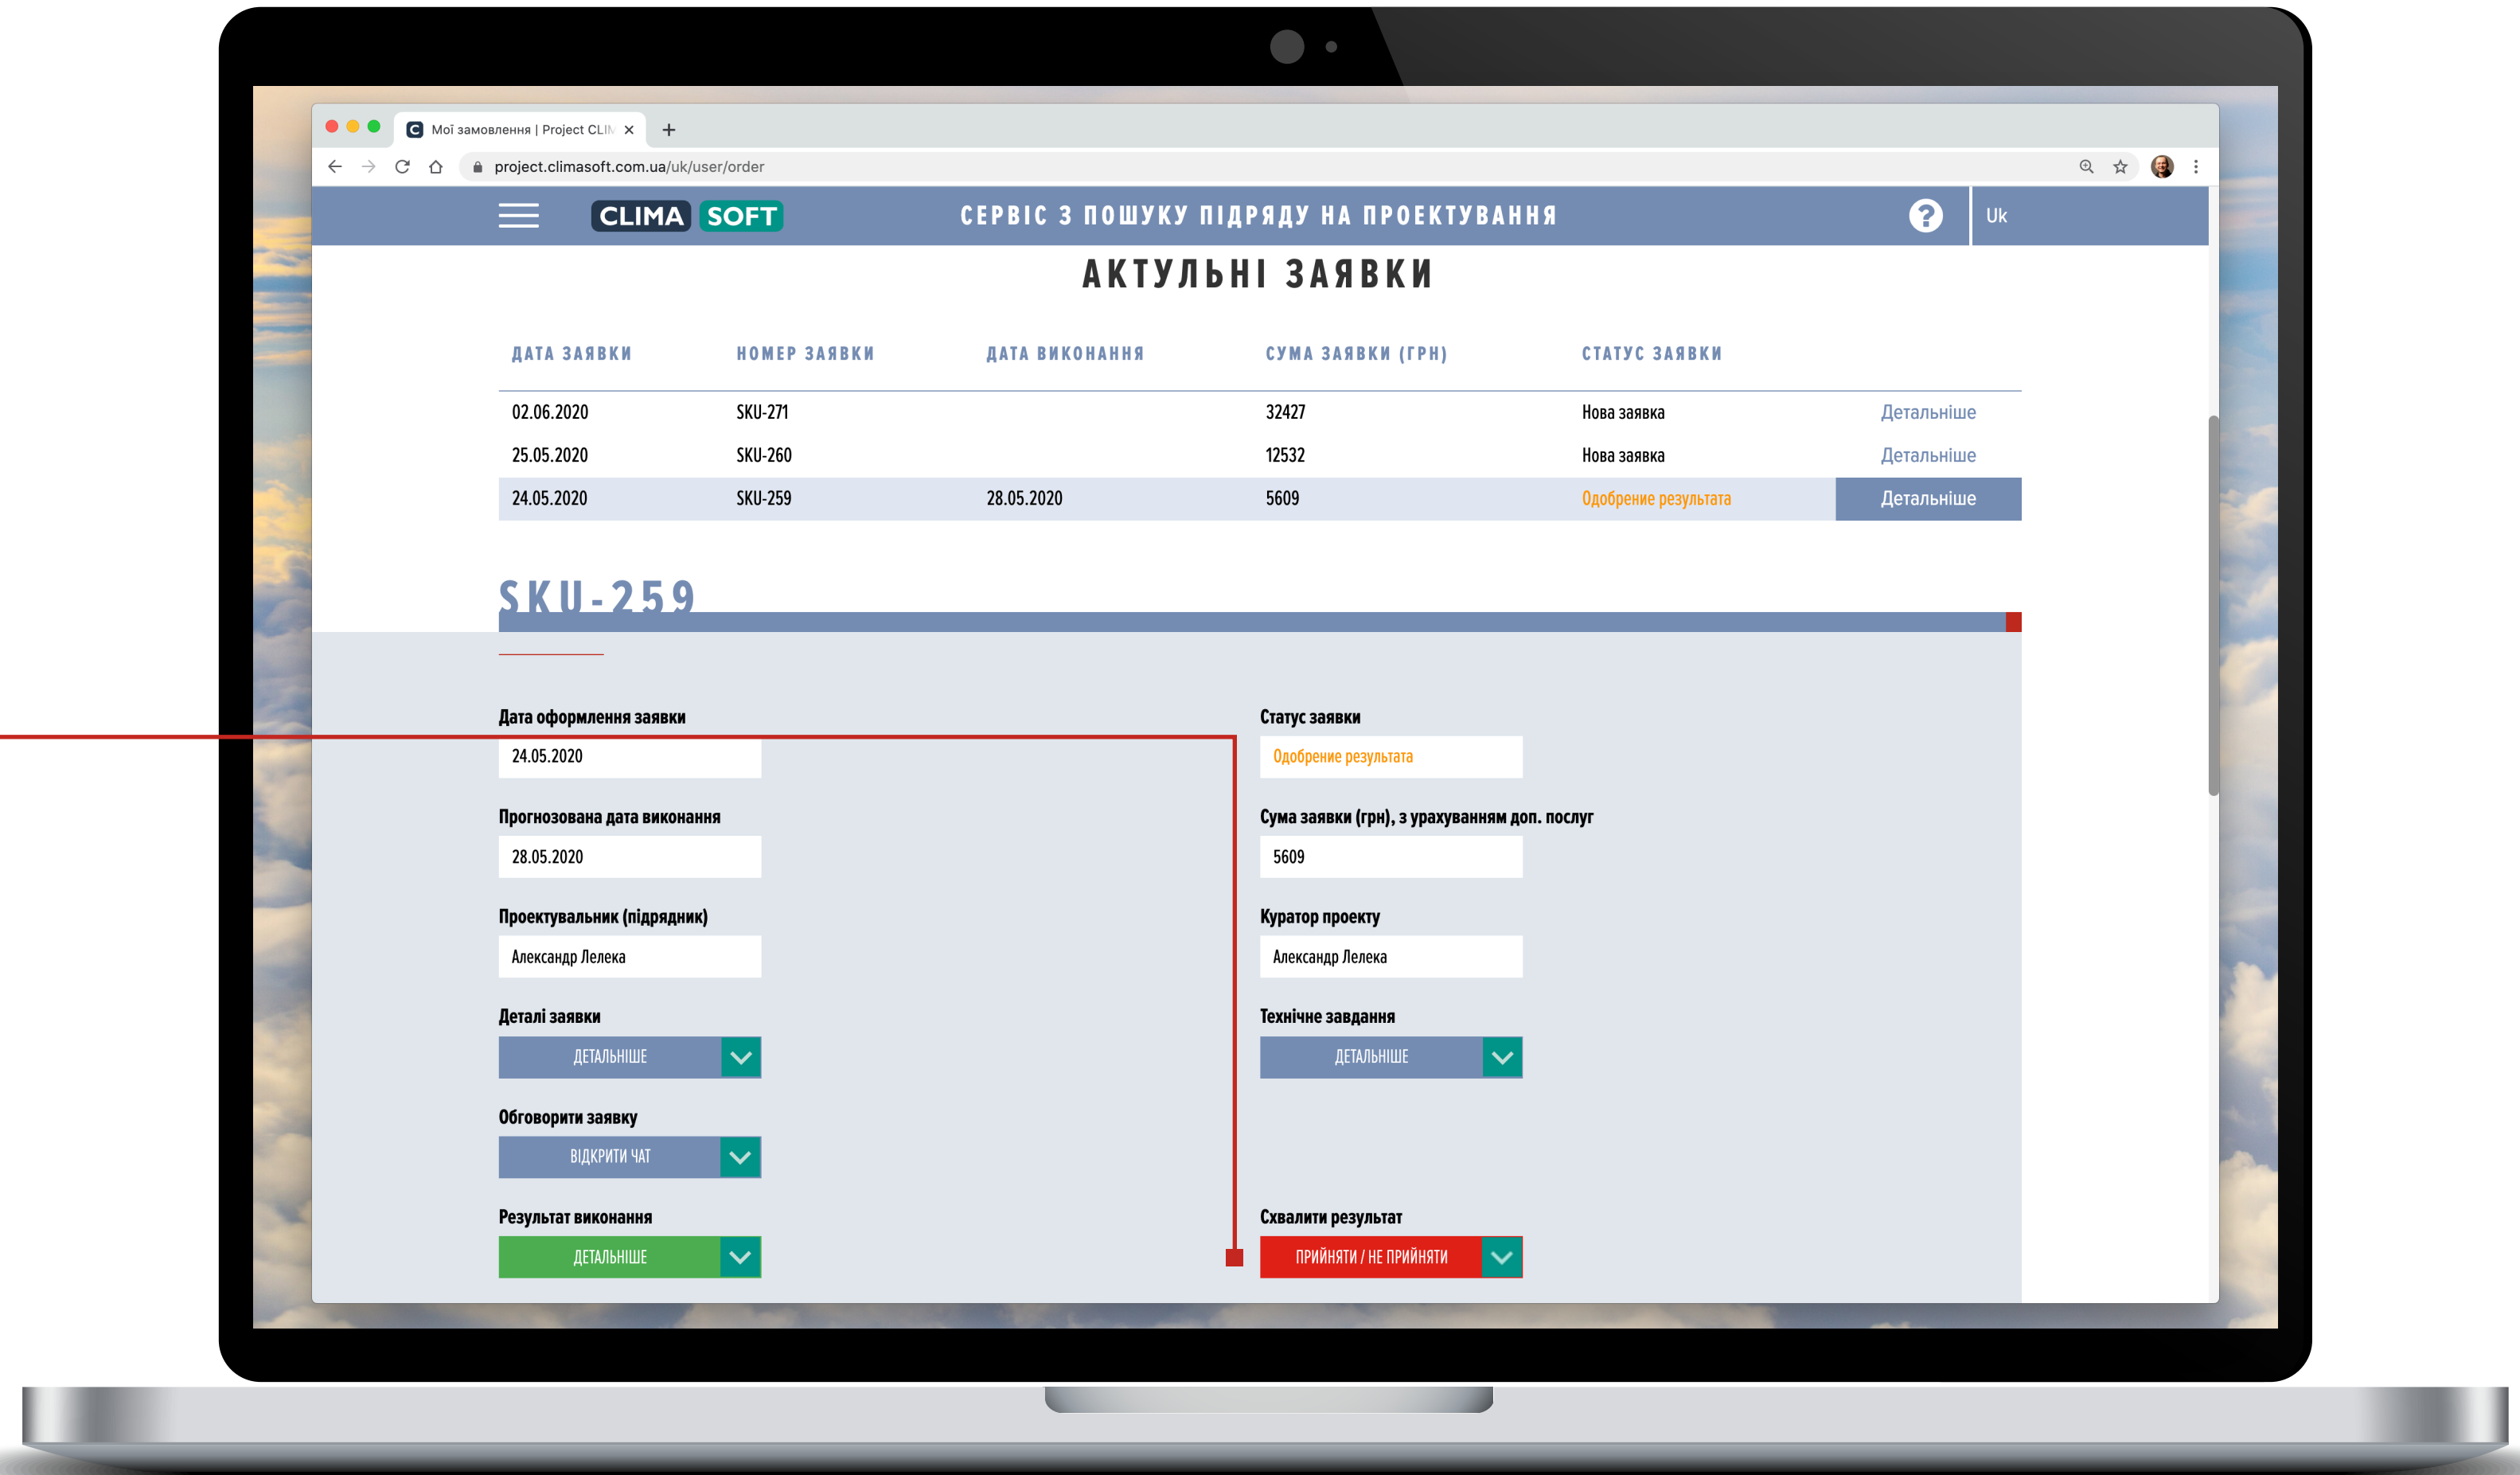 Мої замовлення | Project CLIM
project.climasoft.com.ua/uk/user/order
CLIMA SOFT
СЕРВІС З ПОШУКУ ПІДРЯДУ НА ПРОЕКТУВАННЯ
? Uk
АКТУЛЬНІ ЗАЯВКИ
ДАТА ЗАЯВКИ НОМЕР ЗАЯВКИ ДАТА ВИКОНАННЯ СУМА ЗАЯВКИ (ГРН) СТАТУС ЗАЯВКИ
02.06.2020 SKU-271 32427 Нова заявка Детальніше
25.05.2020 SKU-260 12532 Нова заявка Детальніше
24.05.2020 SKU-259 28.05.2020 5609 Одобрение результата Детальніше
SKU-259
Дата оформлення заявки Статус заявки
24.05.2020 Одобрение результата
Прогнозована дата виконання Сума заявки (грн), з урахуванням доп. послуг
28.05.2020 5609
Проектувальник (підрядник) Куратор проекту
Александр Лелека Александр Лелека
Деталі заявки Технічне завдання
ДЕТАЛЬНІШЕ ДЕТАЛЬНІШЕ
Обговорити заявку
ВІДКРИТИ ЧАТ
Результат виконання Схвалити результат
ДЕТАЛЬНІШЕ ПРИЙНЯТИ / НЕ ПРИЙНЯТИ